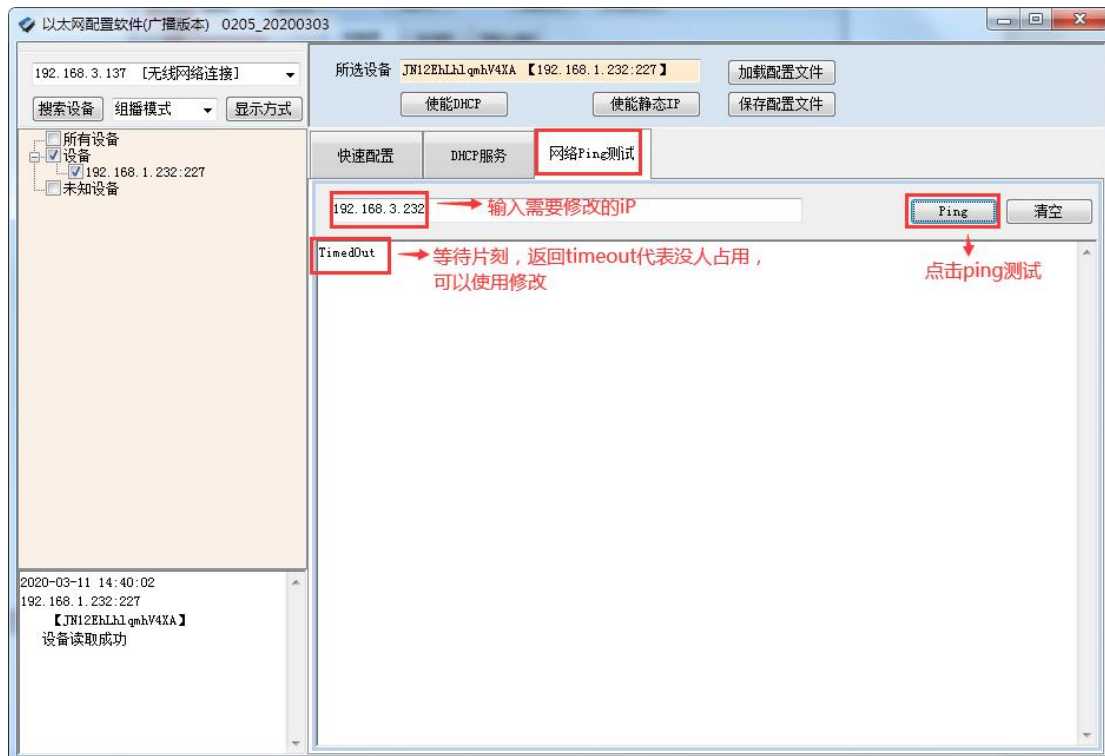 以太网配置软件(广播版本) 0205_20200303
192.168.3.137 [无线网络连接]
搜索设备 组播模式 显示方式
所有设备
设备
192.168.1.232:227
未知设备
所选设备 JN12EhLhlqmhV4XA 【192.168.1.232:227】 加载配置文件
使能DHCP 使能静态IP 保存配置文件
快速配置 DHCP服务 网络Ping测试
192.168.3.232 输入需要修改的iP Ping 清空
TimedOut 等待片刻，返回timeout代表没人占用，
可以使用修改
点击ping测试
2020-03-11 14:40:02
192.168.1.232:227
【JN12EhLhlqmhV4XA】
设备读取成功